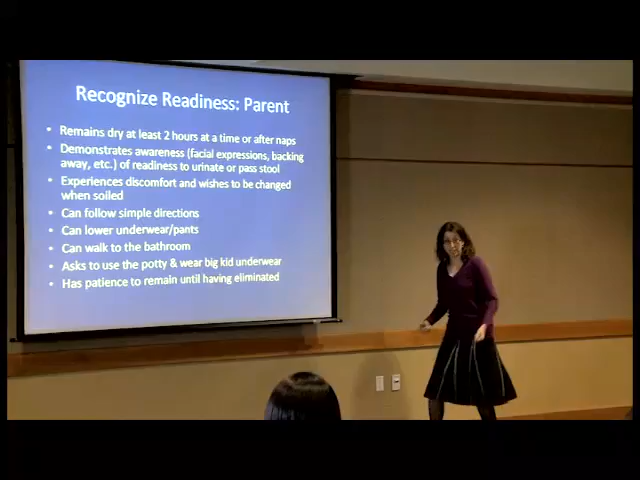 Recognize Readiness: Parent
• Remains dry at least 2 hours at a time or after naps
• Demonstrates awareness (facial expressions, backing
away, etc.) of readiness to urinate or pass stool
• Experiences discomfort and wishes to be changed
when soiled
• Can follow simple directions
• Can lower underwear/pants
• Can walk to the bathroom
• Asks to use the potty & wear big kid underwear
• Has patience to remain until having eliminated